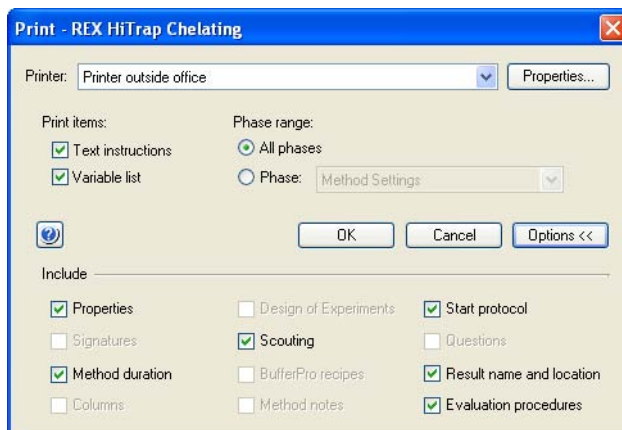 Print - REX HiTrap Chelating
Printer: Printer outside office Properties...
Print items: Phase range:
Text instructions All phases
Variable list Phase: Method Settings
OK Cancel Options <<
Include
Properties Design of Experiments Start protocol
Signatures Scouting Questions
Method duration BufferPro recipes Result name and location
Columns Method notes Evaluation procedures